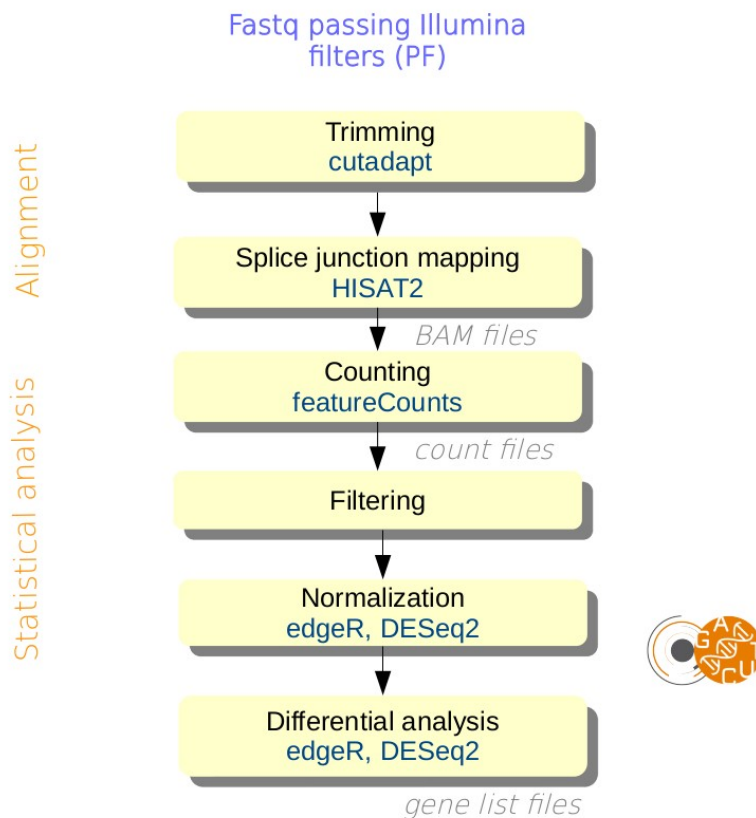 Fastq passing Illumina
filters (PF)
Alignment
Trimming
cutadapt
Splice junction mapping
HISAT2
BAM files
Statistical analysis
Counting
featureCounts
count files
Filtering
Normalization
edgeR, DESeq2
G A T
C U
Differential analysis
edgeR, DESeq2
gene list files